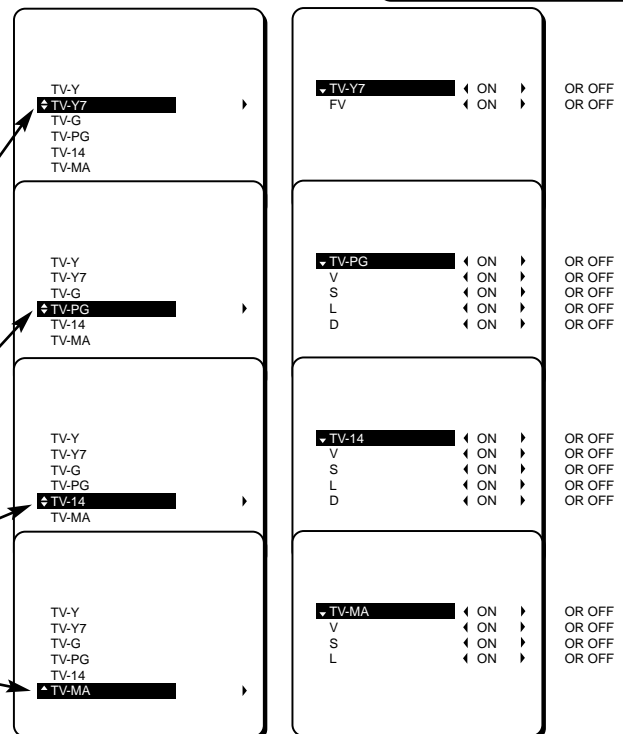 TV-Y
TV-Y7
TV-G
TV-PG
TV-14
TV-MA
TV-Y7 ON OR OFF
FV ON OR OFF
TV-Y
TV-Y7
TV-G
TV-PG
TV-14
TV-MA
TV-PG ON OR OFF
V ON OR OFF
S ON OR OFF
L ON OR OFF
D ON OR OFF
TV-Y
TV-Y7
TV-G
TV-PG
TV-14
TV-MA
TV-14 ON OR OFF
V ON OR OFF
S ON OR OFF
L ON OR OFF
D ON OR OFF
TV-Y
TV-Y7
TV-G
TV-PG
TV-14
TV-MA
TV-MA ON OR OFF
V ON OR OFF
S ON OR OFF
L ON OR OFF